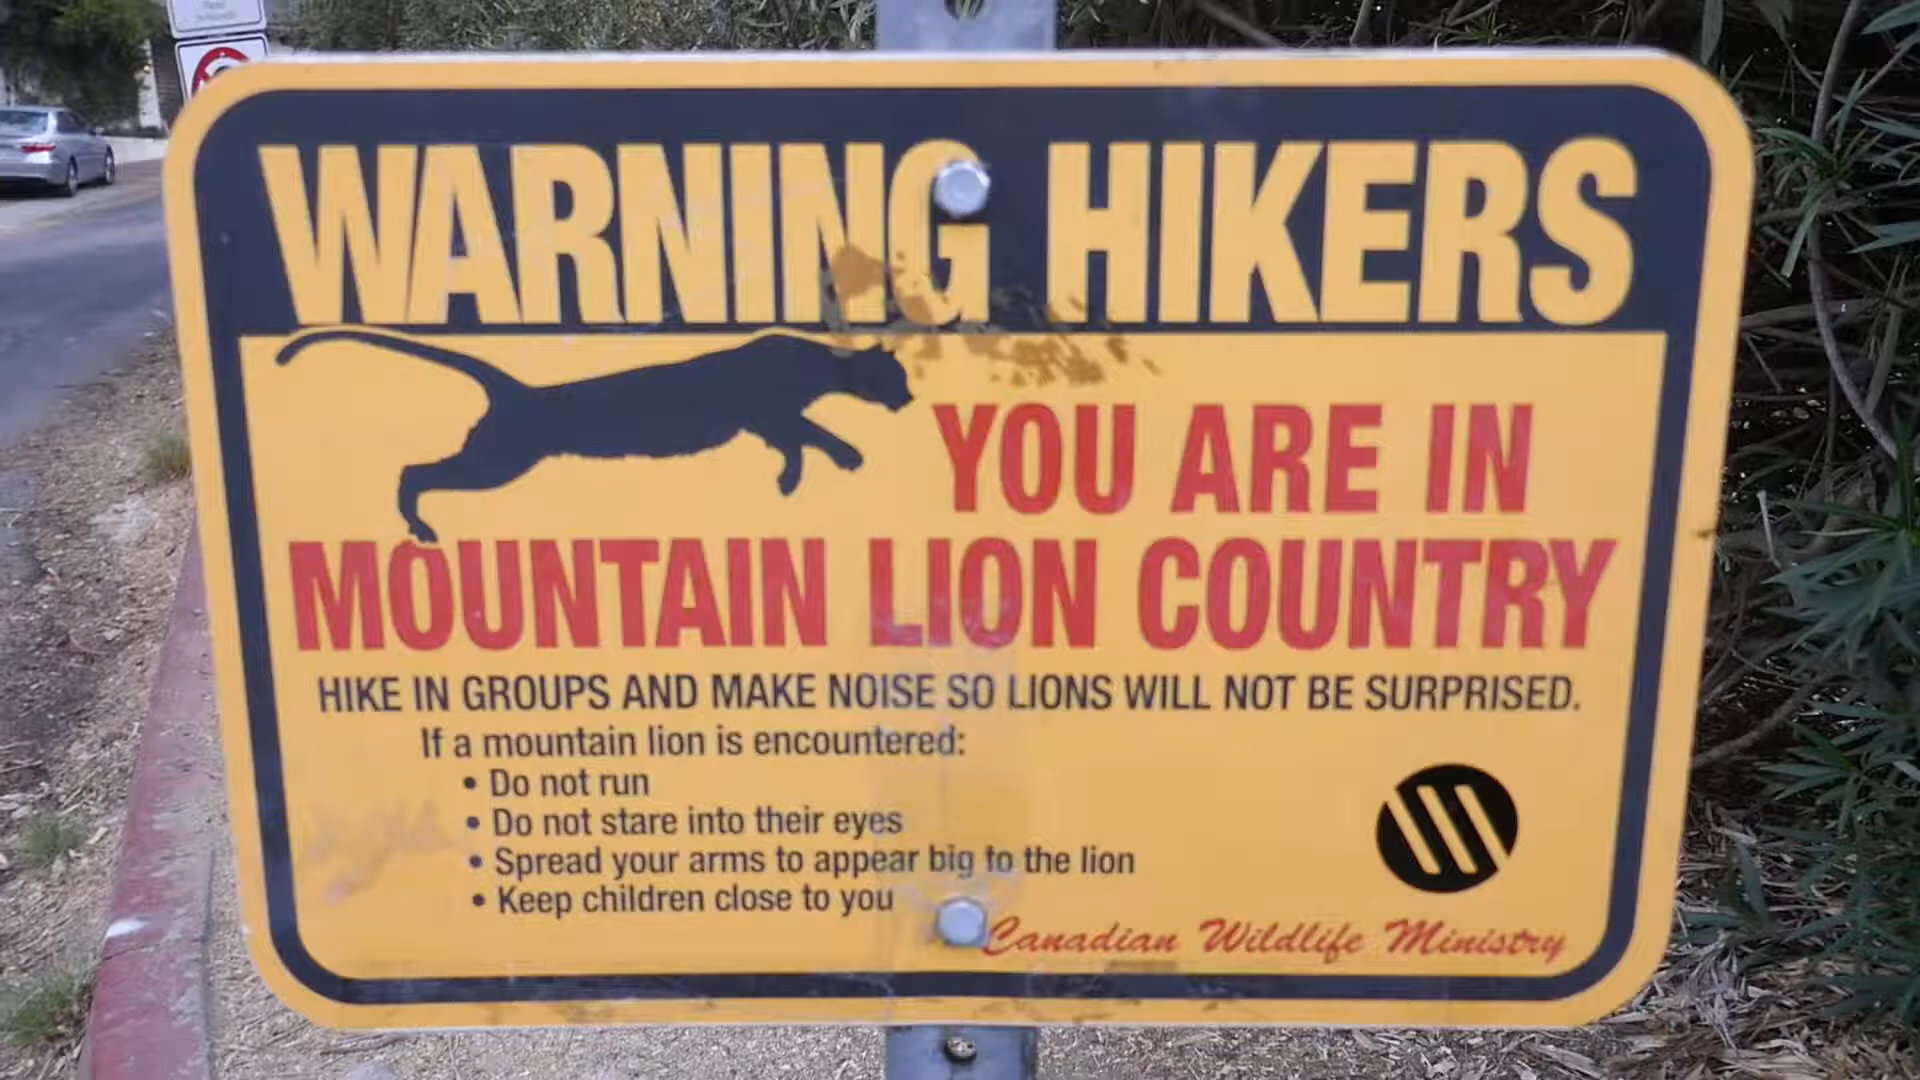 WARNING HIKERS
YOU ARE IN
MOUNTAIN LION COUNTRY
HIKE IN GROUPS AND MAKE NOISE SO LIONS WILL NOT BE SURPRISED.
If a mountain lion is encountered:
• Do not run
• Do not stare into their eyes
• Spread your arms to appear big to the lion
• Keep children close to you
Canadian Wildlife Ministry